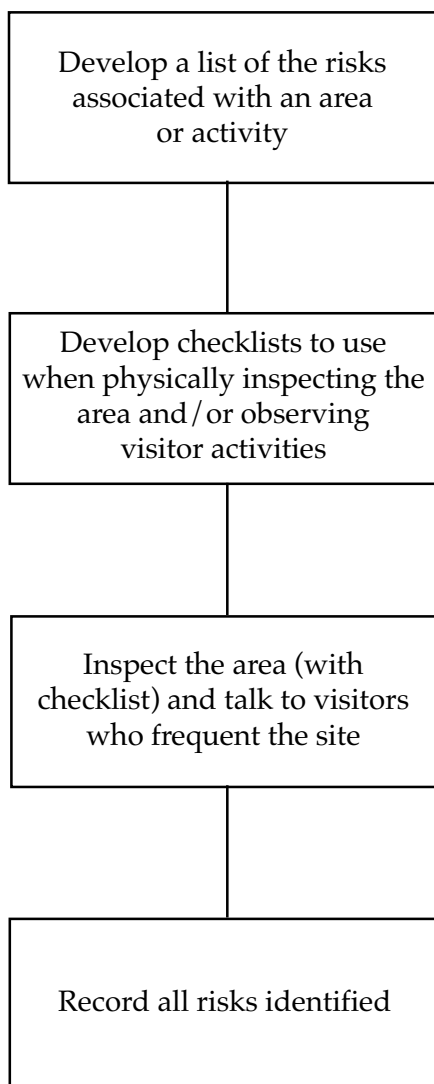 Develop a list of the risks
associated with an area
or activity
Develop checklists to use
when physically inspecting the
area and/or observing
visitor activities
Inspect the area (with
checklist) and talk to visitors
who frequent the site
Record all risks identified